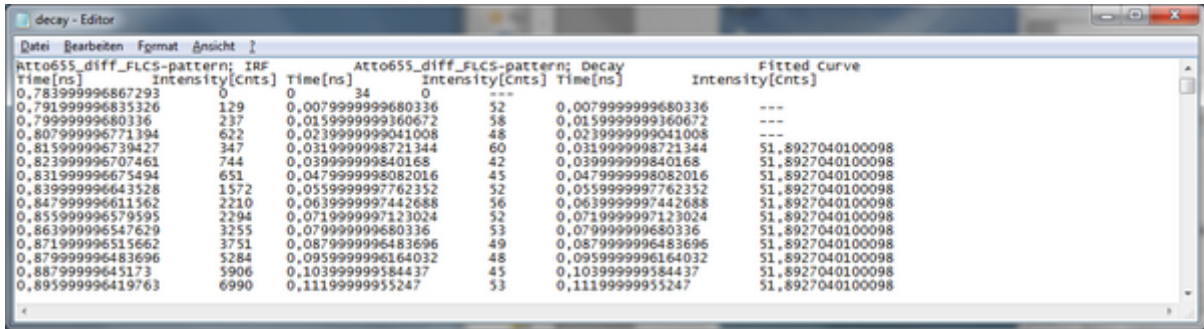 decay - Editor
Datei Bearbeiten Format Ansicht ?
Atto655_diff_FLCS-pattern; IRF Atto655_diff_FLCS-pattern; Decay Fitted Curve
Time[ns] Intensity[Cnts] Time[ns] Intensity[Cnts] Time[ns] Intensity[Cnts]
0,783999996867293 0 0 34 0 ---
0,791999996835326 129 0,00799999999680336 52 0,00799999999680336 ---
0,799999999680336 237 0,0159999999360672 58 0,0159999999360672 ---
0,807999996771394 622 0,0239999999041008 48 0,0239999999041008 ---
0,815999996739427 347 0,0319999998721344 60 0,0319999998721344 51,8927040100098
0,823999996707461 744 0,039999999840168 42 0,039999999840168 51,8927040100098
0,831999996675494 651 0,0479999998082016 45 0,0479999998082016 51,8927040100098
0,839999996643528 1572 0,0559999997762352 52 0,0559999997762352 51,8927040100098
0,847999996611562 2210 0,0639999997442688 56 0,0639999997442688 51,8927040100098
0,855999996579595 2294 0,0719999997123024 52 0,0719999997123024 51,8927040100098
0,863999996547629 3255 0,079999999680336 53 0,079999999680336 51,8927040100098
0,871999996515662 3751 0,0879999996483696 49 0,0879999996483696 51,8927040100098
0,879999996483696 5284 0,0959999996164032 48 0,0959999996164032 51,8927040100098
0,887999999645173 5906 0,103999999584437 45 0,103999999584437 51,8927040100098
0,895999996419763 6990 0,11199999955247 53 0,11199999955247 51,8927040100098